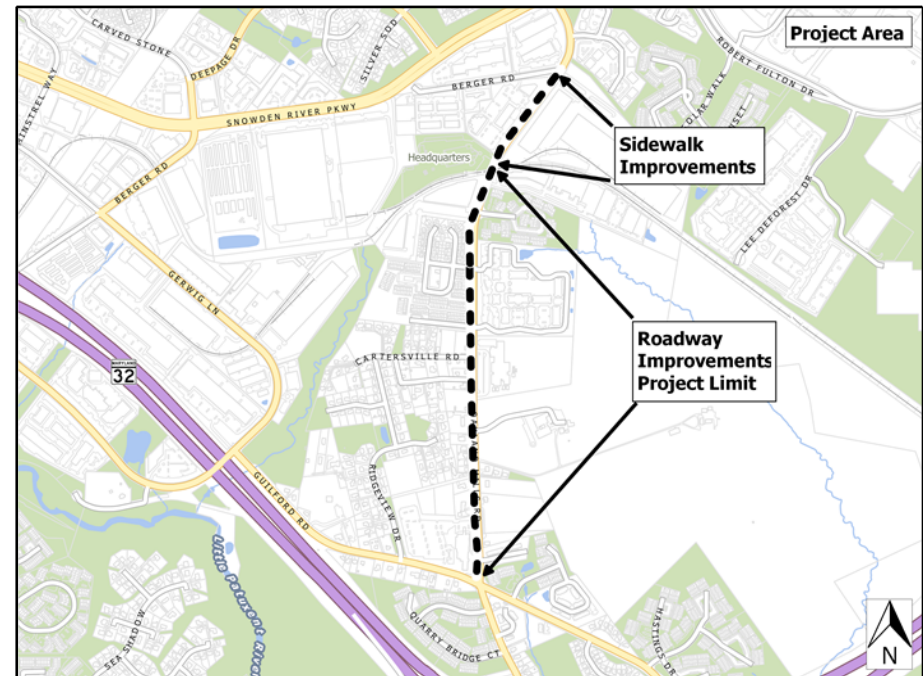 Project Area
CARVED STONE
DEEPAGE DR
SILVER SOD
BERGER RD
ROBERT FULTON DR
SNOWDEN RIVER PKWY
Sidewalk
Improvements
Headquarters
BERGER RD
LEE DEFOREST DR
GERWIG LN
Roadway
Improvements
Project Limit
CARTERSVILLE RD
MARYLAND
32
GUILFORD RD
RIDGEVIEW DR
Little Patuxent River
QUARRY BRIDGE CT
SEA SHADOW
HASTINGS DR
N